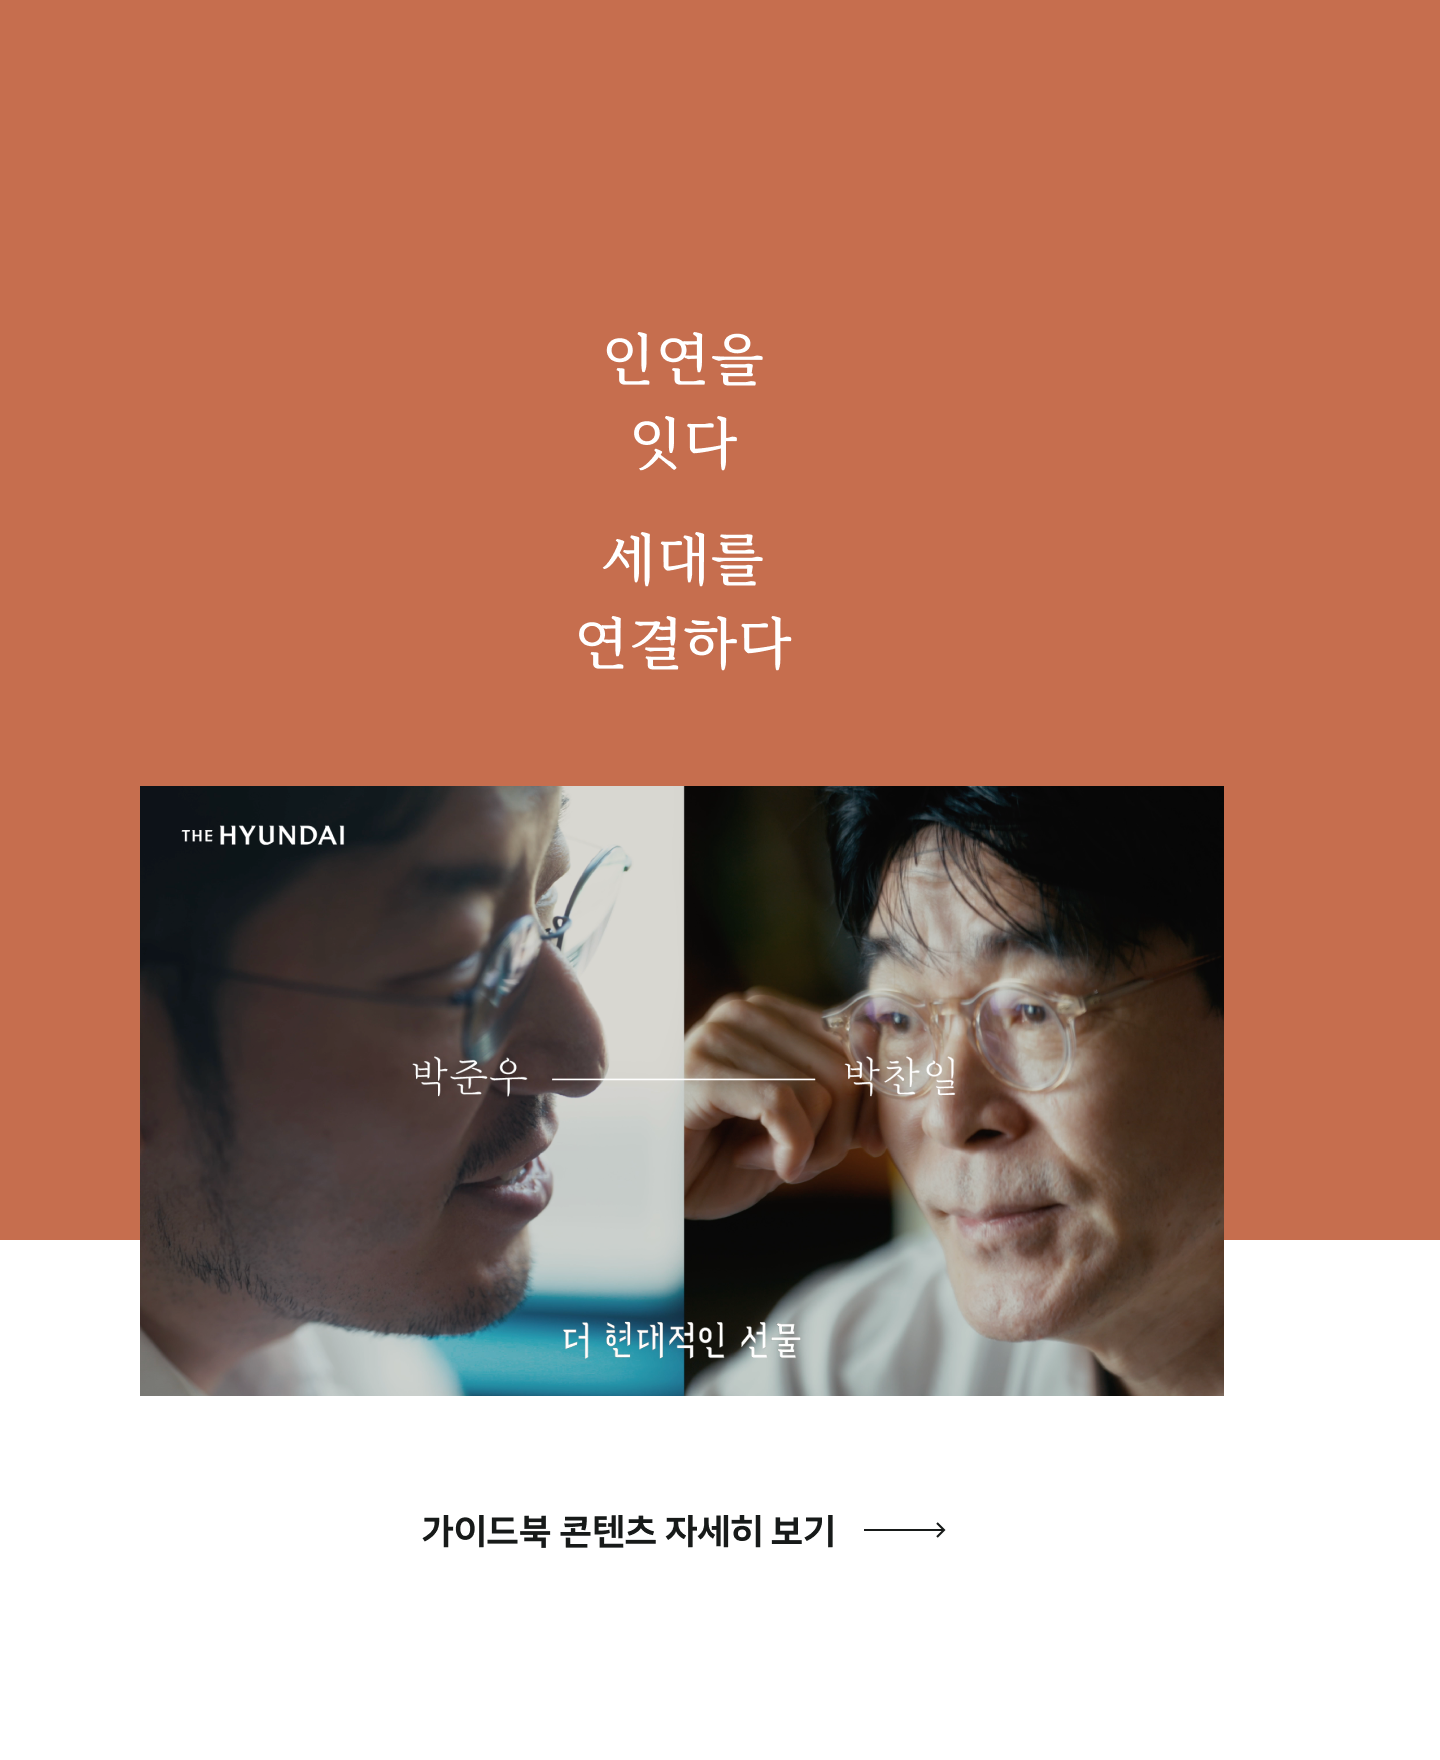 인연을
잇다
세대를
연결하다
THE HYUNDAI
박준우 박찬일
더 현대적인 선물
가이드북 콘텐츠 자세히 보기